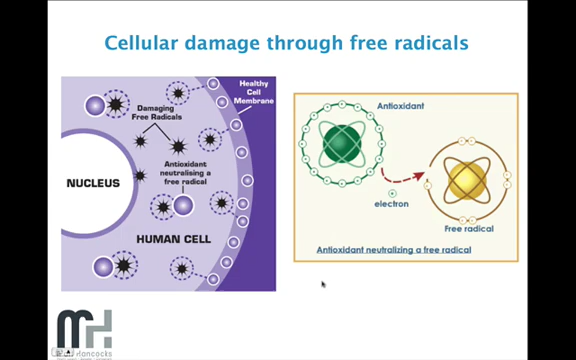 Cellular damage through free radicals
Healthy
Cell
Membrane
Damaging
Free Radicals
Antioxidant
neutralising a
free radical
NUCLEUS
HUMAN CELL
Antioxidant
electron
Free radical
Antioxidant neutralizing a free radical
MH